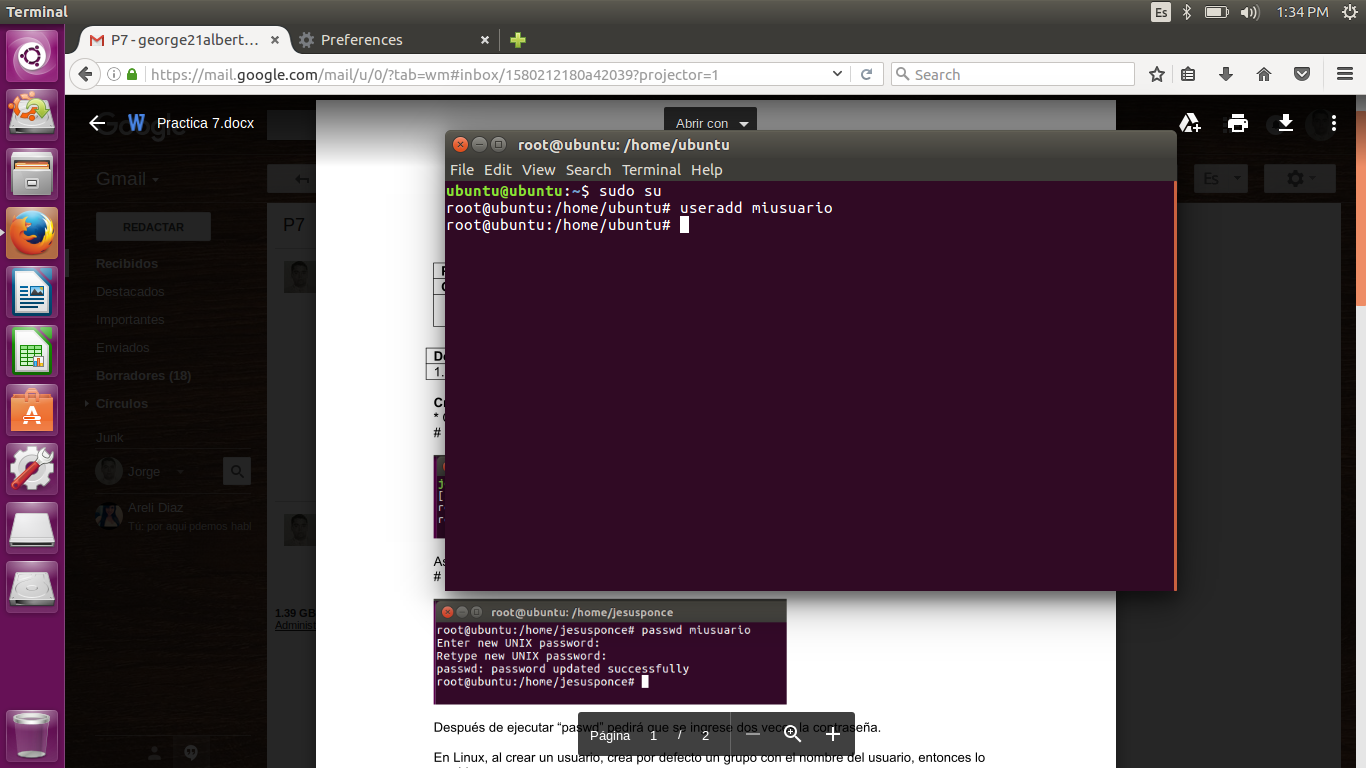 Terminal
Es
1:34 PM
P7 - george21albert...
Preferences
https://mail.google.com/mail/u/0/?tab=wm#inbox/1580212180a42039?projector=1
Search
Practica 7.docx
Abrir con
Google
Gmail
Es
REDACTAR
P7
Recibidos
Destacados
Importantes
Enviados
Borradores (18)
Círculos
Junk
Jorge
Areli Diaz
Tú: por aqui pdemos habl
1.39 GB
Administ
root@ubuntu: /home/ubuntu
File Edit View Search Terminal Help
ubuntu@ubuntu:~$ sudo su
root@ubuntu:/home/ubuntu# useradd miusuario
root@ubuntu:/home/ubuntu#
1.
*
#
#
root@ubuntu: /home/jesusponce
root@ubuntu:/home/jesusponce# passwd miusuario
Enter new UNIX password:
Retype new UNIX password:
passwd: password updated successfully
root@ubuntu:/home/jesusponce#
Después de ejecutar “paswd” pedirá que se ingrese dos veces la contraseña.
Página 1 / 2
En Linux, al crear un usuario, crea por defecto un grupo con el nombre del usuario, entonces lo